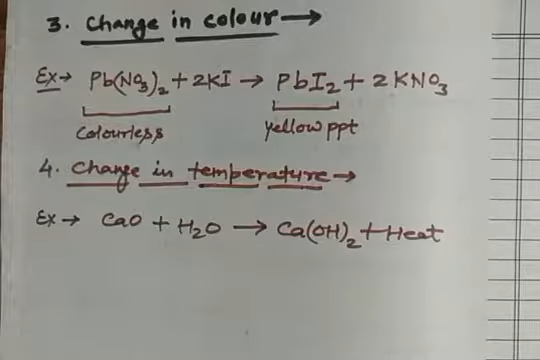 3. Change in colour →
Ex→ Pb(NO₃)₂ + 2KI → PbI₂ + 2KNO₃
Colourless yellow ppt
4. Change in temperature →
Ex → CaO + H₂O → Ca(OH)₂ + Heat